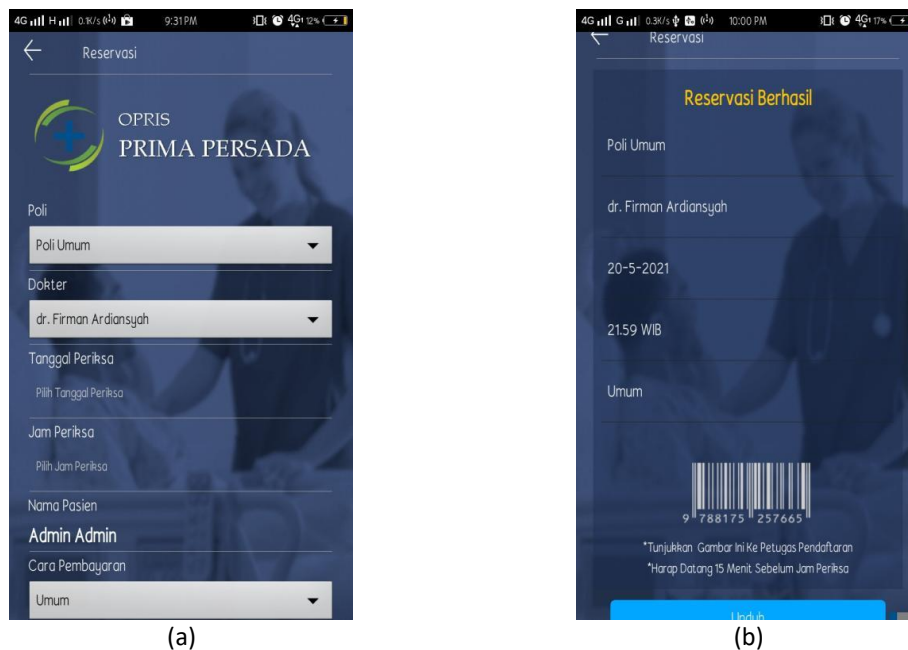 4G H 0.1K/s 9:31 PM 4G+ 12%
Reservasi
OPRIS
PRIMA PERSADA
Poli
Poli Umum
Dokter
dr. Firman Ardiansyah
Tanggal Periksa
Pilih Tanggal Periksa
Jam Periksa
Pilih Jam Periksa
Nama Pasien
Admin Admin
Cara Pembayaran
Umum
(a)
4G G 0.3K/s 10:00 PM 4G+ 17%
Reservasi
Reservasi Berhasil
Poli Umum
dr. Firman Ardiansyah
20-5-2021
21.59 WIB
Umum
9 788175 257665
*Tunjukkan Gambar Ini Ke Petugas Pendaftaran
*Harap Datang 15 Menit Sebelum Jam Periksa
Unduh
(b)